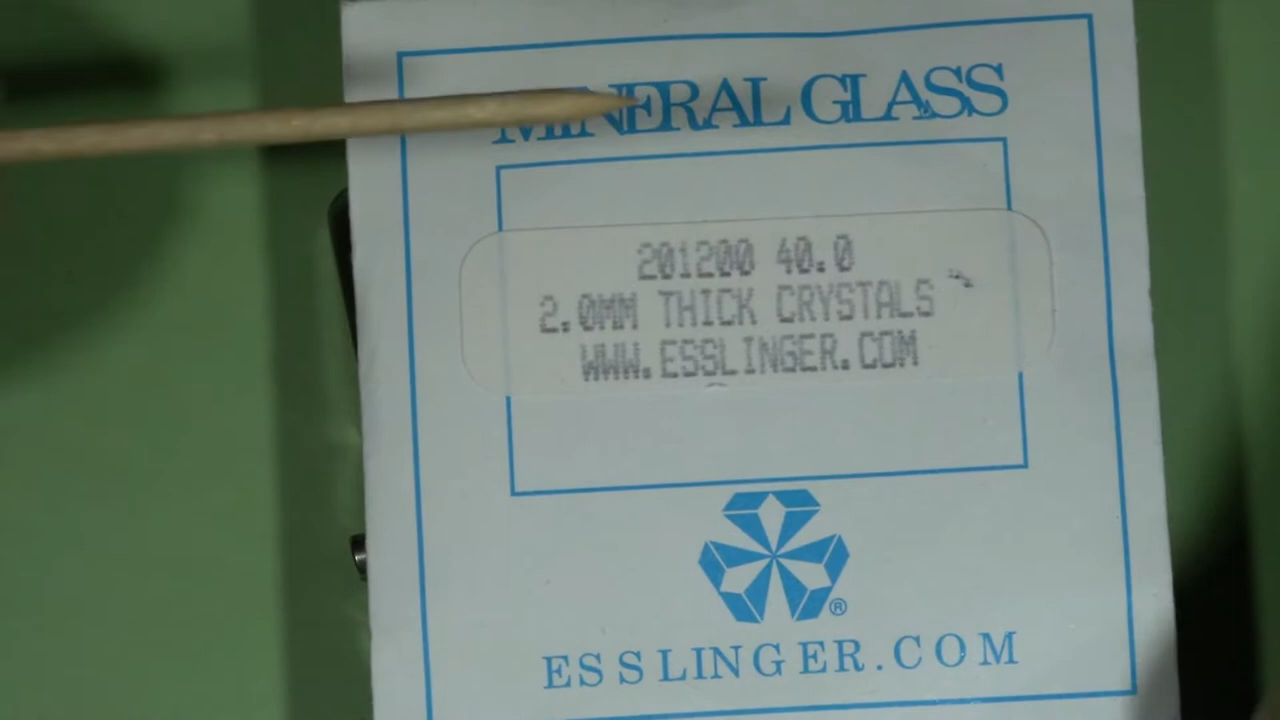 MINERAL GLASS
201200 40.0
2.0MM THICK CRYSTALS
WWW.ESSLINGER.COM
®
ESSLINGER.COM